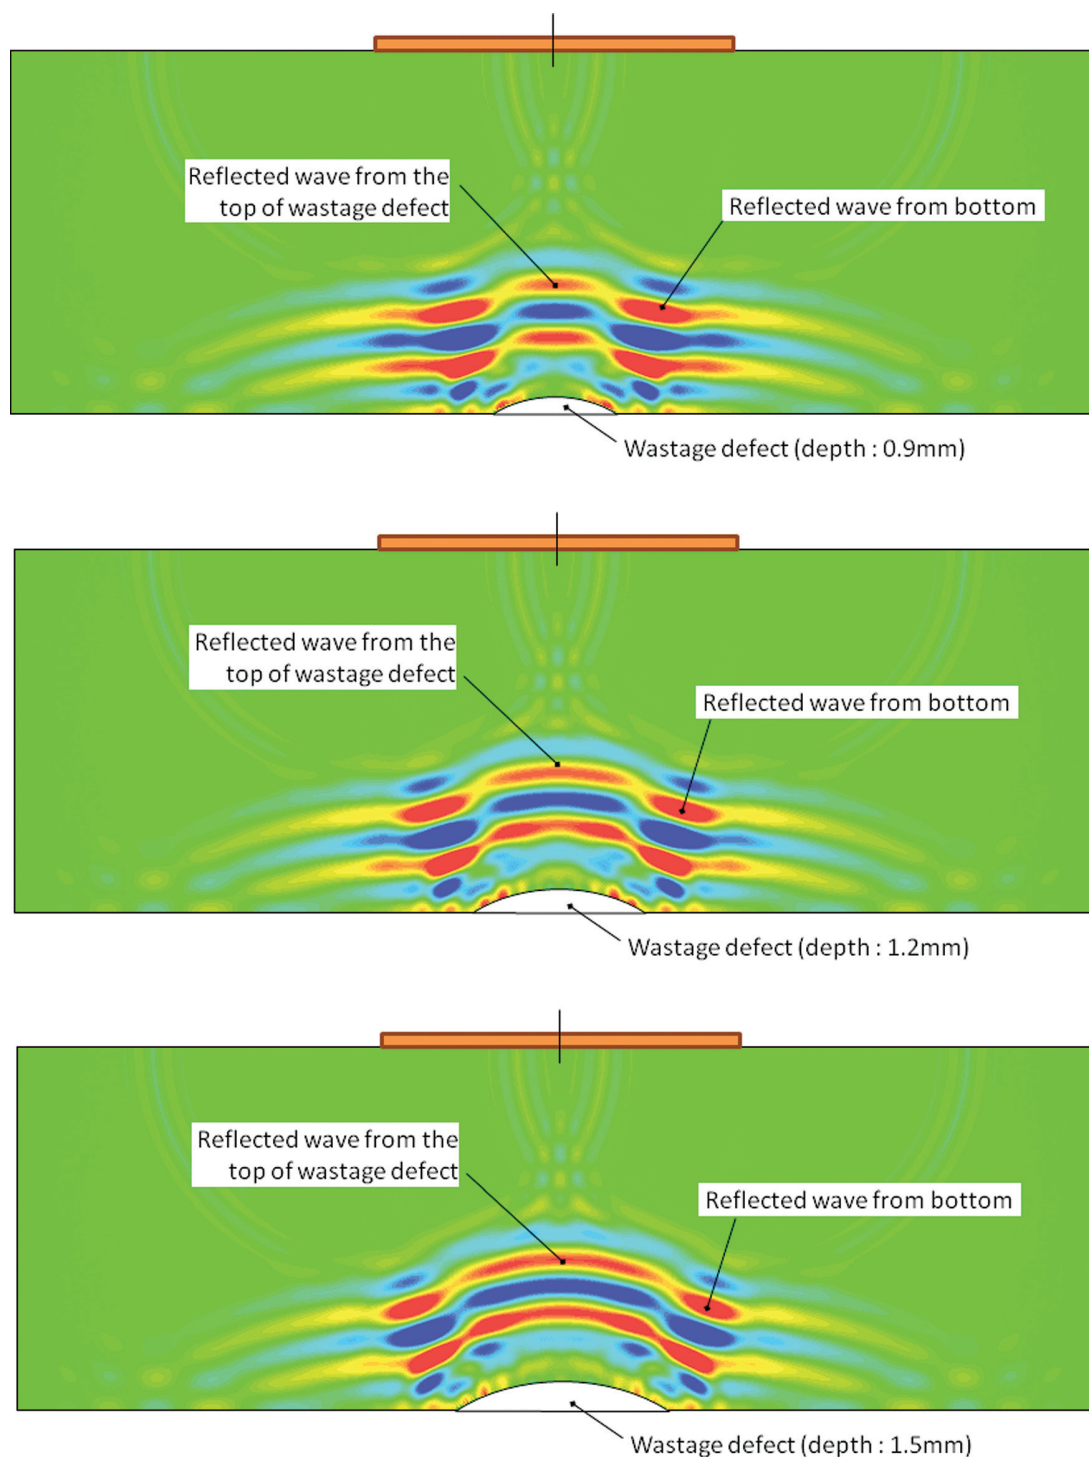 Reflected wave from the
top of wastage defect
Reflected wave from bottom
Wastage defect (depth : 0.9mm)
Reflected wave from the
top of wastage defect
Reflected wave from bottom
Wastage defect (depth : 1.2mm)
Reflected wave from the
top of wastage defect
Reflected wave from bottom
Wastage defect (depth : 1.5mm)